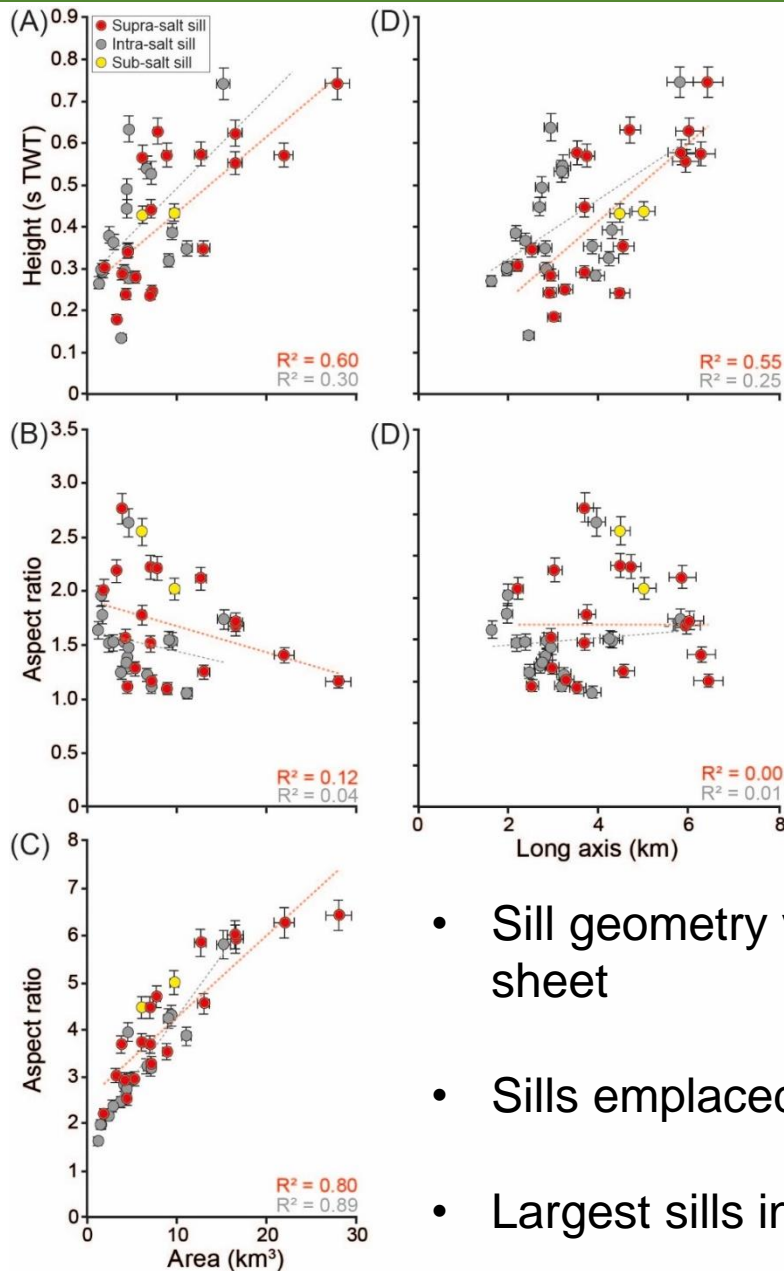 (A)
Supra-salt sill
Intra-salt sill
Sub-salt sill
Height (s TWT)
0.9
0.8
0.7
0.6
0.5
0.4
0.3
0.2
0.1
0
R² = 0.60
R² = 0.30
(D)
R² = 0.55
R² = 0.25
(B)
Aspect ratio
3.5
3.0
2.5
2.0
1.5
1.0
0.5
0
R² = 0.12
R² = 0.04
(D)
R² = 0.00
R² = 0.01
0 2 4 6 8
Long axis (km)
(C)
Aspect ratio
8
7
6
5
4
3
2
1
0
R² = 0.80
R² = 0.89
0 10 20 30
Area (km³)
• Sill geometry
sheet
• Sills emplaced
• Largest sills in